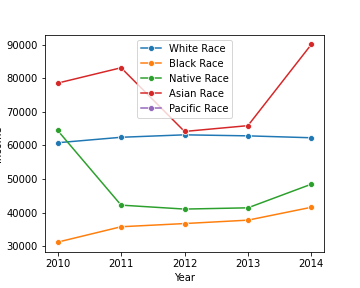 90000
80000
70000
60000
50000
40000
30000
White Race
Black Race
Native Race
Asian Race
Pacific Race
2010
2011
2012
2013
2014
Year